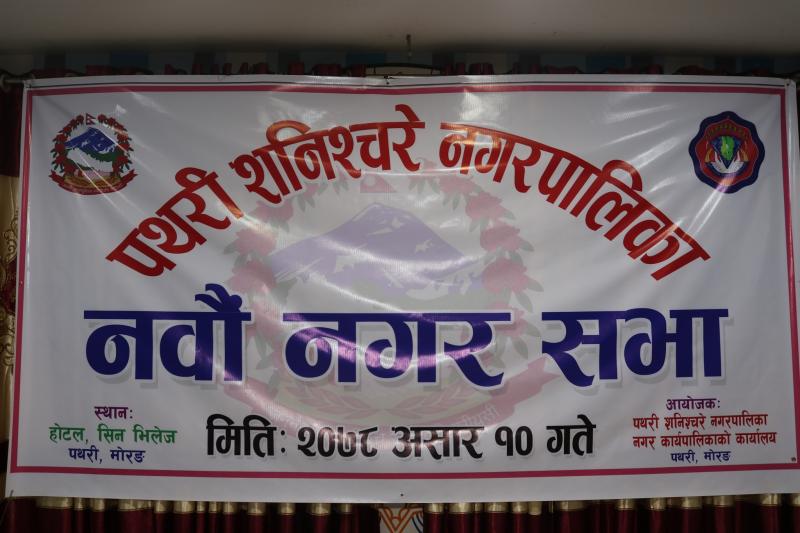 पथरी शनिश्चरे नगरपालिका
नवौं नगर सभा
स्थानः
होटल, सिन भिलेज
पथरी, मोरङ
मितिः २०७८ असार १० गते
आयोजकः
पथरी शनिश्चरे नगरपालिका
नगर कार्यपालिकाको कार्यालय
पथरी, मोरङ